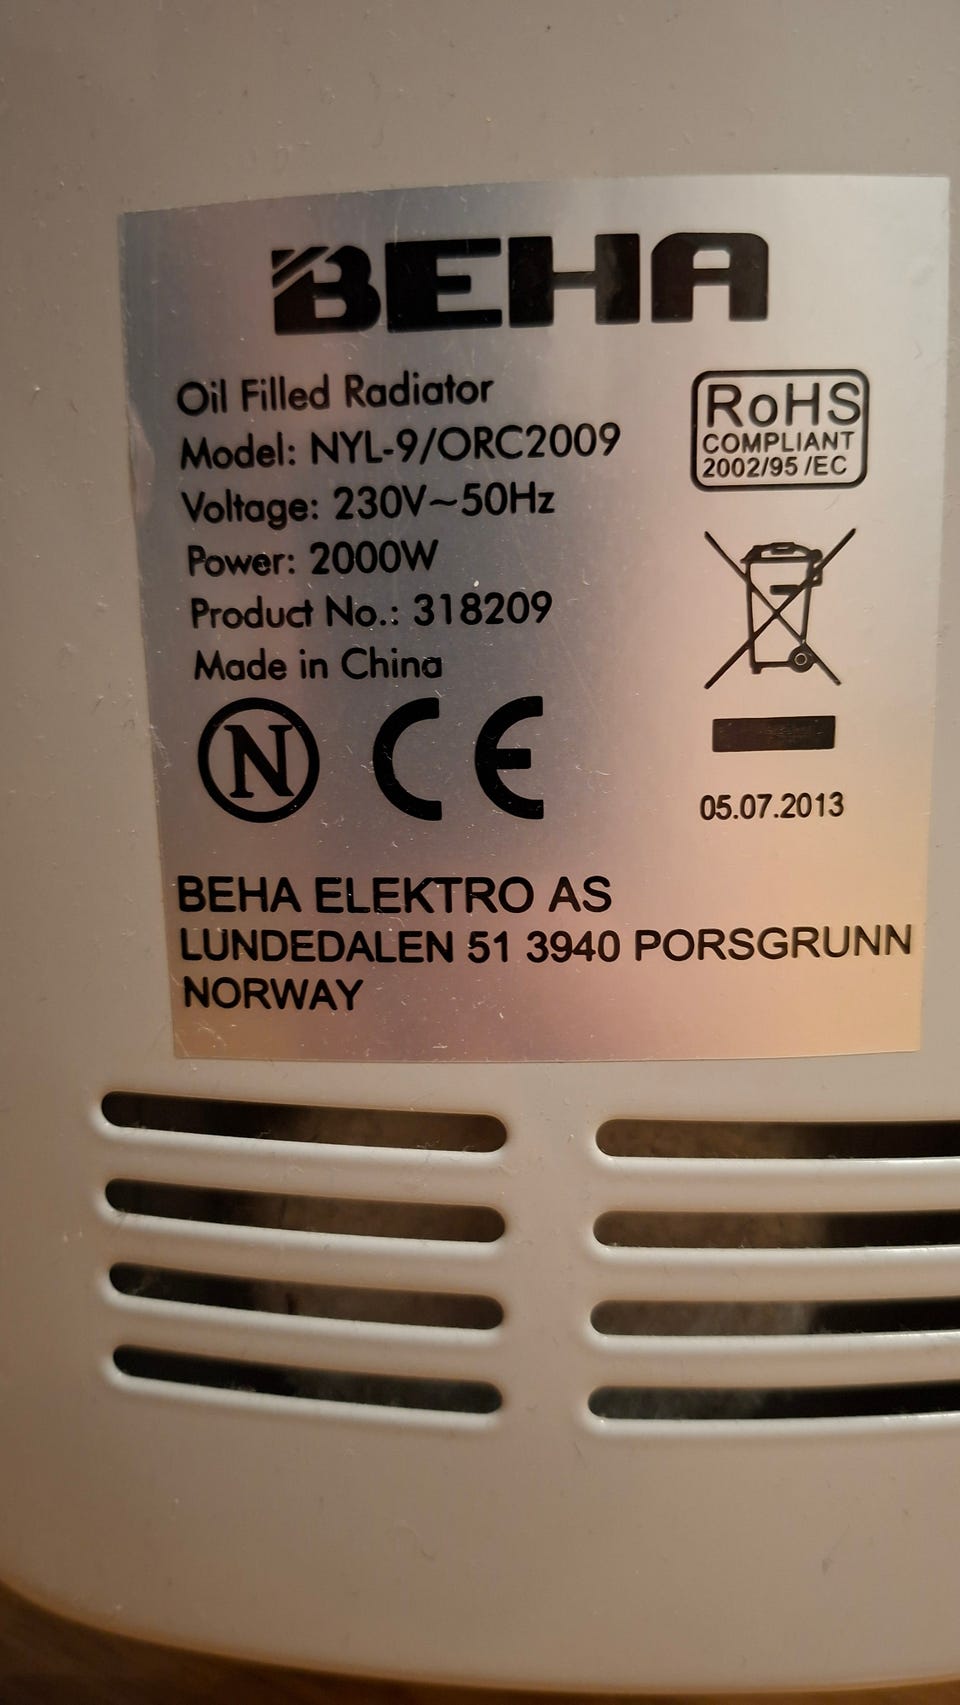 BEHA
Oil Filled Radiator
Model: NYL-9/ORC2009
Voltage: 230V~50Hz
Power: 2000W
Product No.: 318209
Made in China
N CE
RoHS
COMPLIANT
2002/95 /EC
05.07.2013
BEHA ELEKTRO AS
LUNDEDALEN 51 3940 PORSGRUNN
NORWAY